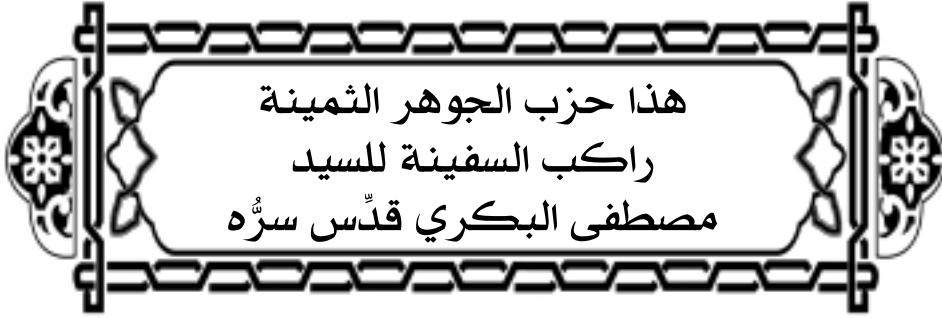 هذا حزب الجوهر الثمينة
راكب السفينة للسيد
مصطفى البكري قدِّس سرُّه